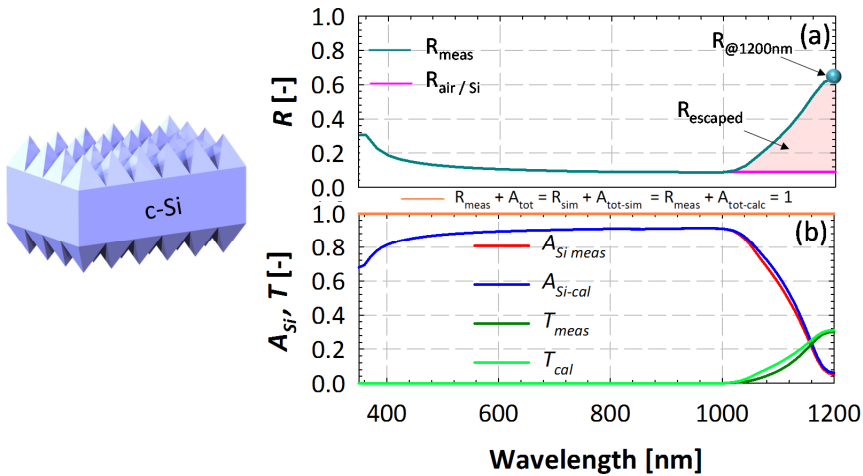 c-Si
1.0
0.8
0.6
0.4
0.2
0.0
R [-]
R_meas
R_air / Si
(a)
R_@1200nm
R_escaped
R_meas + A_tot = R_sim + A_tot-sim = R_meas + A_tot-calc = 1
1.0
0.8
0.6
0.4
0.2
0.0
A_Si, T [-]
(b)
A_Si meas
A_Si-cal
T_meas
T_cal
400 600 800 1000 1200
Wavelength [nm]